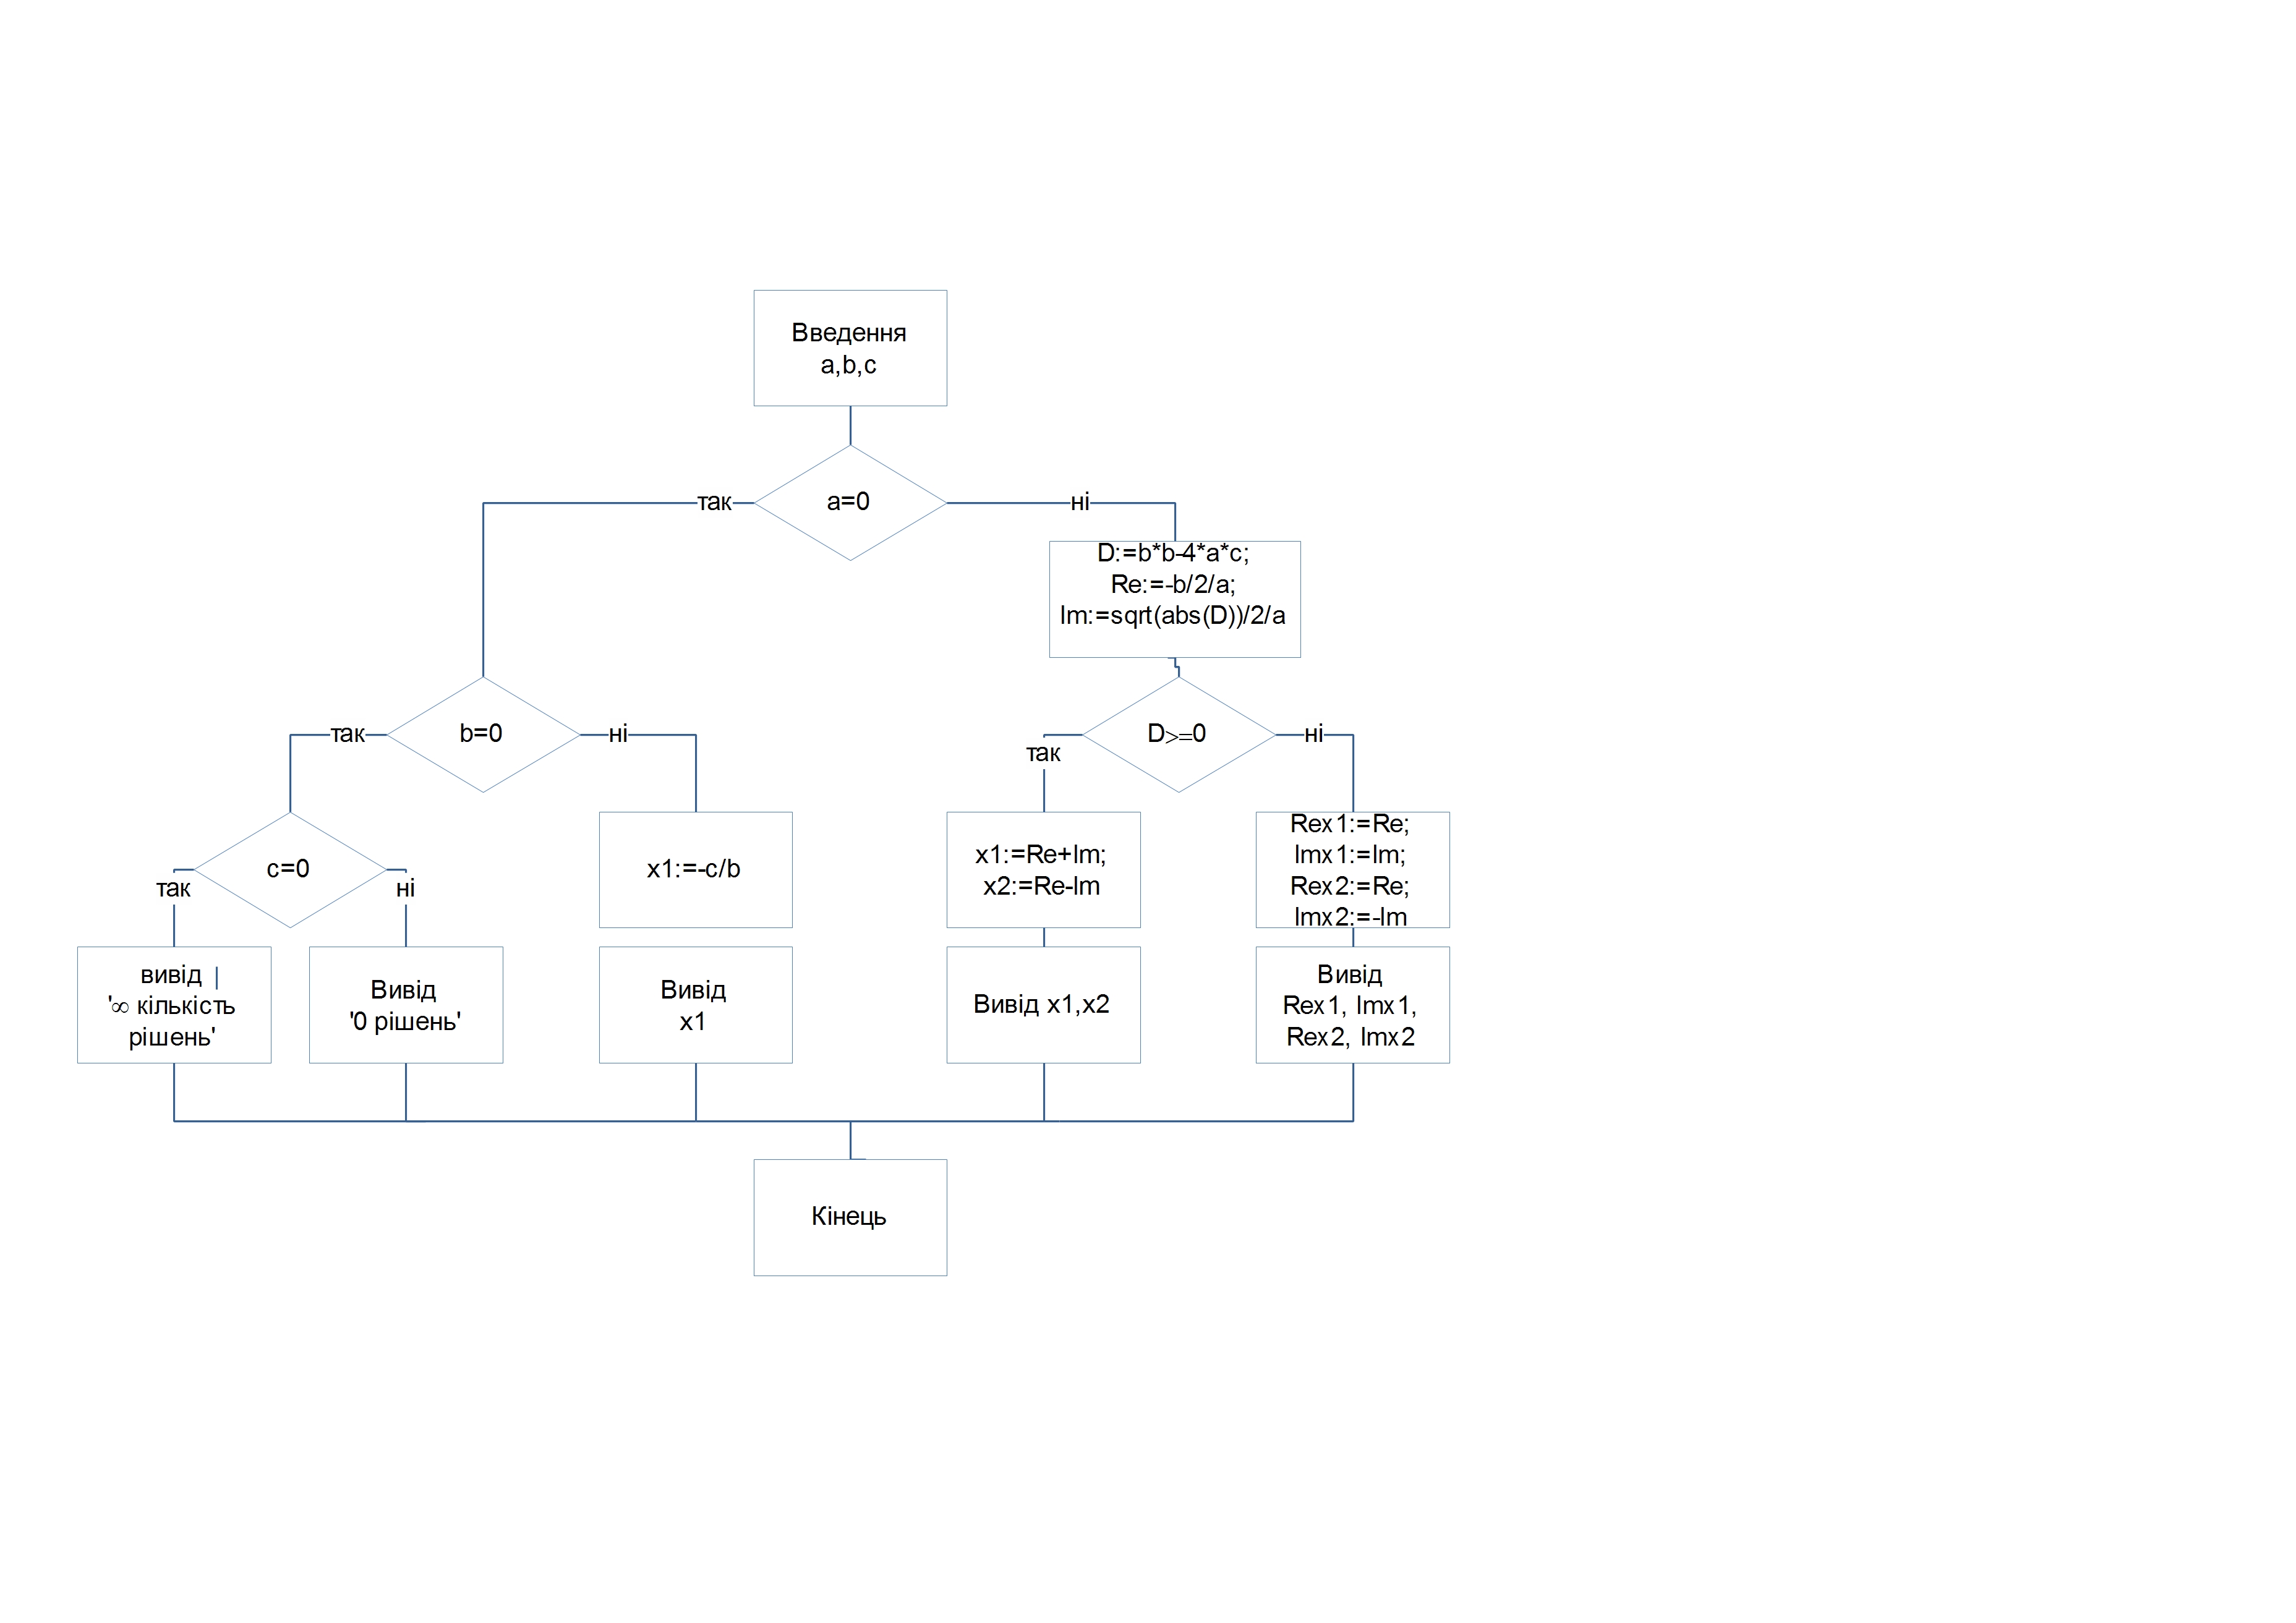 Введення
a,b,c
так
a=0
ні
D:=b*b-4*a*c;
Re:=-b/2/a;
Im:=sqrt(abs(D))/2/a
так
b=0
ні
D>=0
ні
так
c=0
так
ні
x1:=-c/b
x1:=Re+Im;
x2:=Re-Im
Rex1:=Re;
Imx1:=Im;
Rex2:=Re;
Imx2:=-Im
вивід
'∞ кількість
рішень'
Вивід
'0 рішень'
Вивід
x1
Вивід x1,x2
Вивід
Rex1, Imx1,
Rex2, Imx2
Кінець